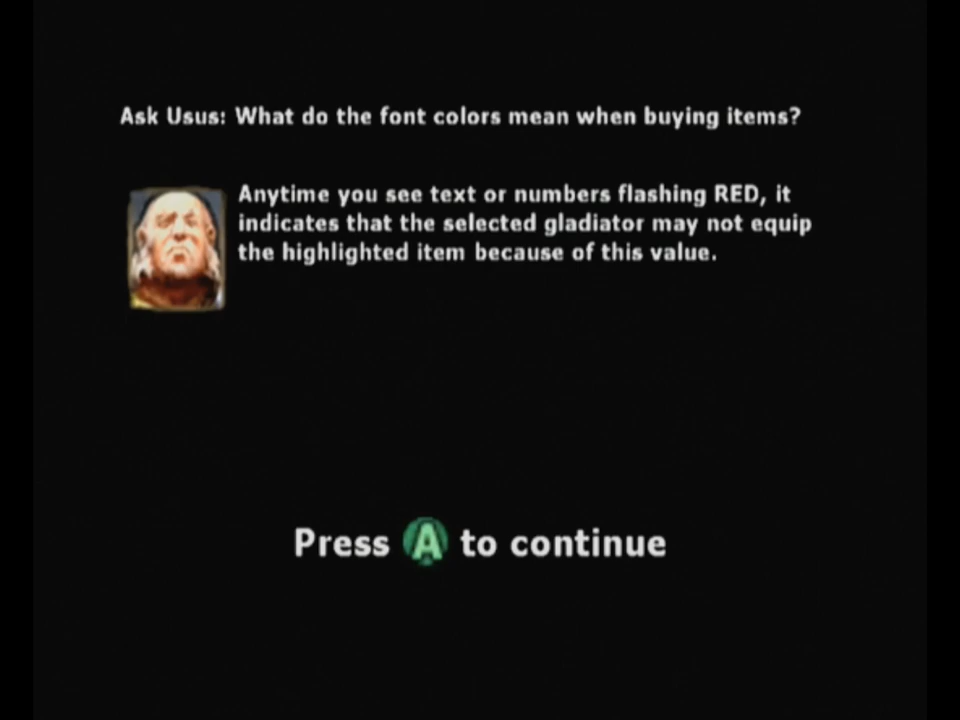 Ask Usus: What do the font colors mean when buying items?
Anytime you see text or numbers flashing RED, it
indicates that the selected gladiator may not equip
the highlighted item because of this value.
Press A to continue